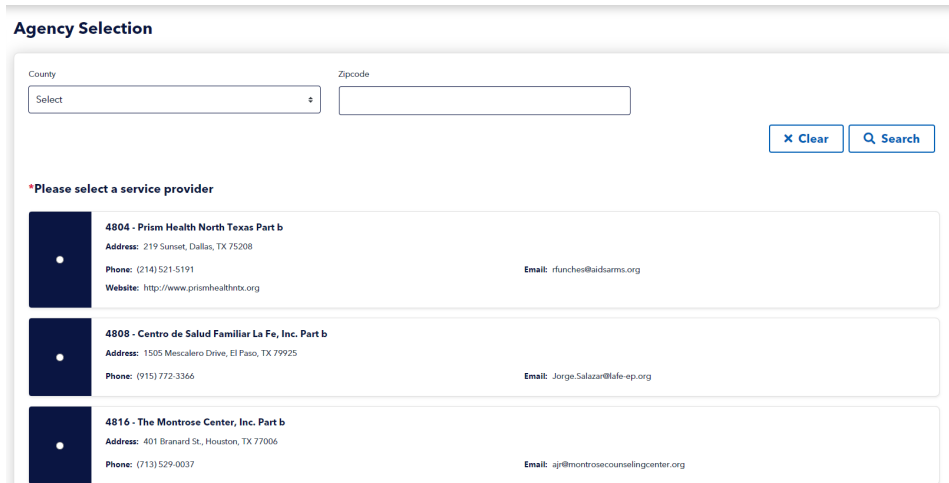 Agency Selection
County Zipcode
Select
Clear Search
*Please select a service provider
4804 - Prism Health North Texas Part b
Address: 219 Sunset, Dallas, TX 75208
Phone: (214) 521-5191 Email: rfunches@aidsarms.org
Website: http://www.prismhealthntx.org
4808 - Centro de Salud Familiar La Fe, Inc. Part b
Address: 1505 Mescalero Drive, El Paso, TX 79925
Phone: (915) 772-3366 Email: Jorge.Salazar@lafe-ep.org
4816 - The Montrose Center, Inc. Part b
Address: 401 Branard St., Houston, TX 77006
Phone: (713) 529-0037 Email: ajr@montrosecounselingcenter.org